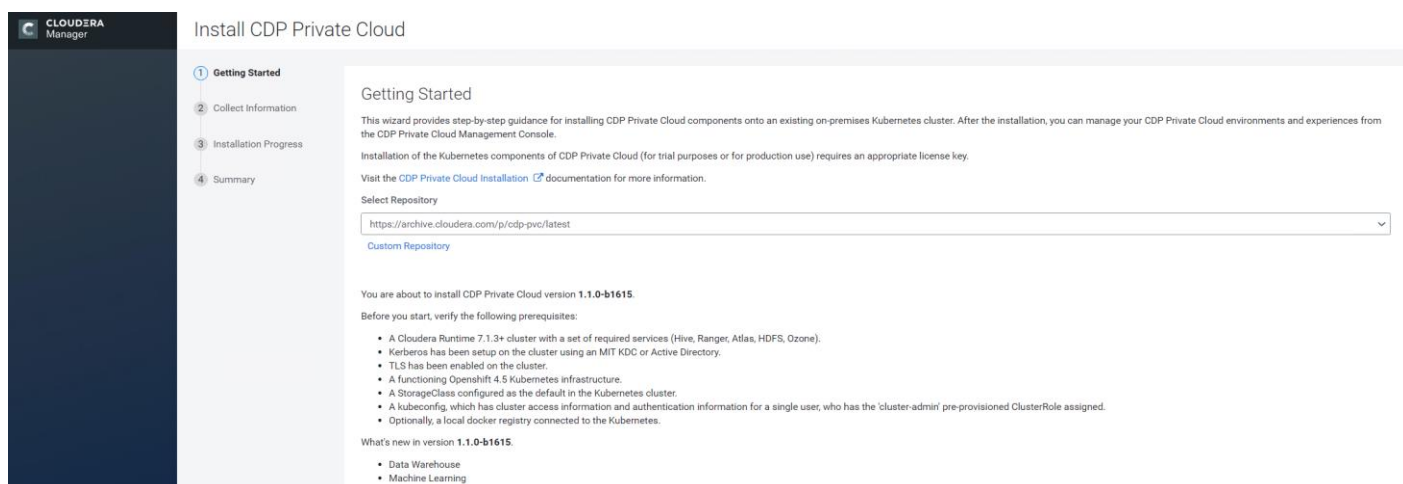 CLOUDERA
Manager
Install CDP Private Cloud
1 Getting Started
2 Collect Information
3 Installation Progress
4 Summary
Getting Started
This wizard provides step-by-step guidance for installing CDP Private Cloud components onto an existing on-premises Kubernetes cluster. After the installation, you can manage your CDP Private Cloud environments and experiences from
the CDP Private Cloud Management Console.
Installation of the Kubernetes components of CDP Private Cloud (for trial purposes or for production use) requires an appropriate license key.
Visit the CDP Private Cloud Installation documentation for more information.
Select Repository
https://archive.cloudera.com/p/cdp-pvc/latest
Custom Repository
You are about to install CDP Private Cloud version 1.1.0-b1615.
Before you start, verify the following prerequisites:
• A Cloudera Runtime 7.1.3+ cluster with a set of required services (Hive, Ranger, Atlas, HDFS, Ozone).
• Kerberos has been setup on the cluster using an MIT KDC or Active Directory.
• TLS has been enabled on the cluster.
• A functioning Openshift 4.5 Kubernetes infrastructure.
• A StorageClass configured as the default in the Kubernetes cluster.
• A kubeconfig, which has cluster access information and authentication information for a single user, who has the 'cluster-admin' pre-provisioned ClusterRole assigned.
• Optionally, a local docker registry connected to the Kubernetes.
What's new in version 1.1.0-b1615.
• Data Warehouse
• Machine Learning